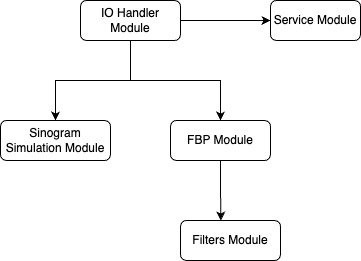 IO Handler
Module
Service Module
Sinogram
Simulation Module
FBP Module
Filters Module